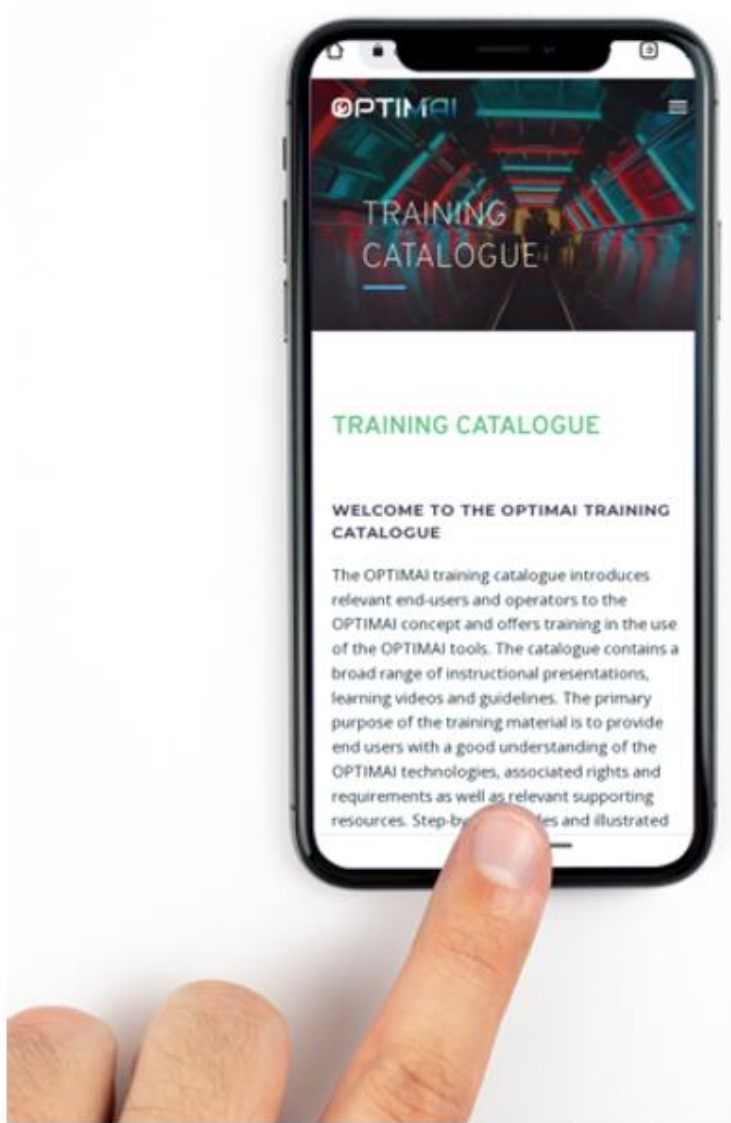 OPTIMAI
TRAINING
CATALOGUE
TRAINING CATALOGUE
WELCOME TO THE OPTIMAI TRAINING
CATALOGUE
The OPTIMAI training catalogue introduces
relevant end-users and operators to the
OPTIMAI concept and offers training in the use
of the OPTIMAI tools. The catalogue contains a
broad range of instructional presentations,
learning videos and guidelines. The primary
purpose of the training material is to provide
end users with a good understanding of the
OPTIMAI technologies, associated rights and
requirements as well as relevant supporting
resources. and illustrated